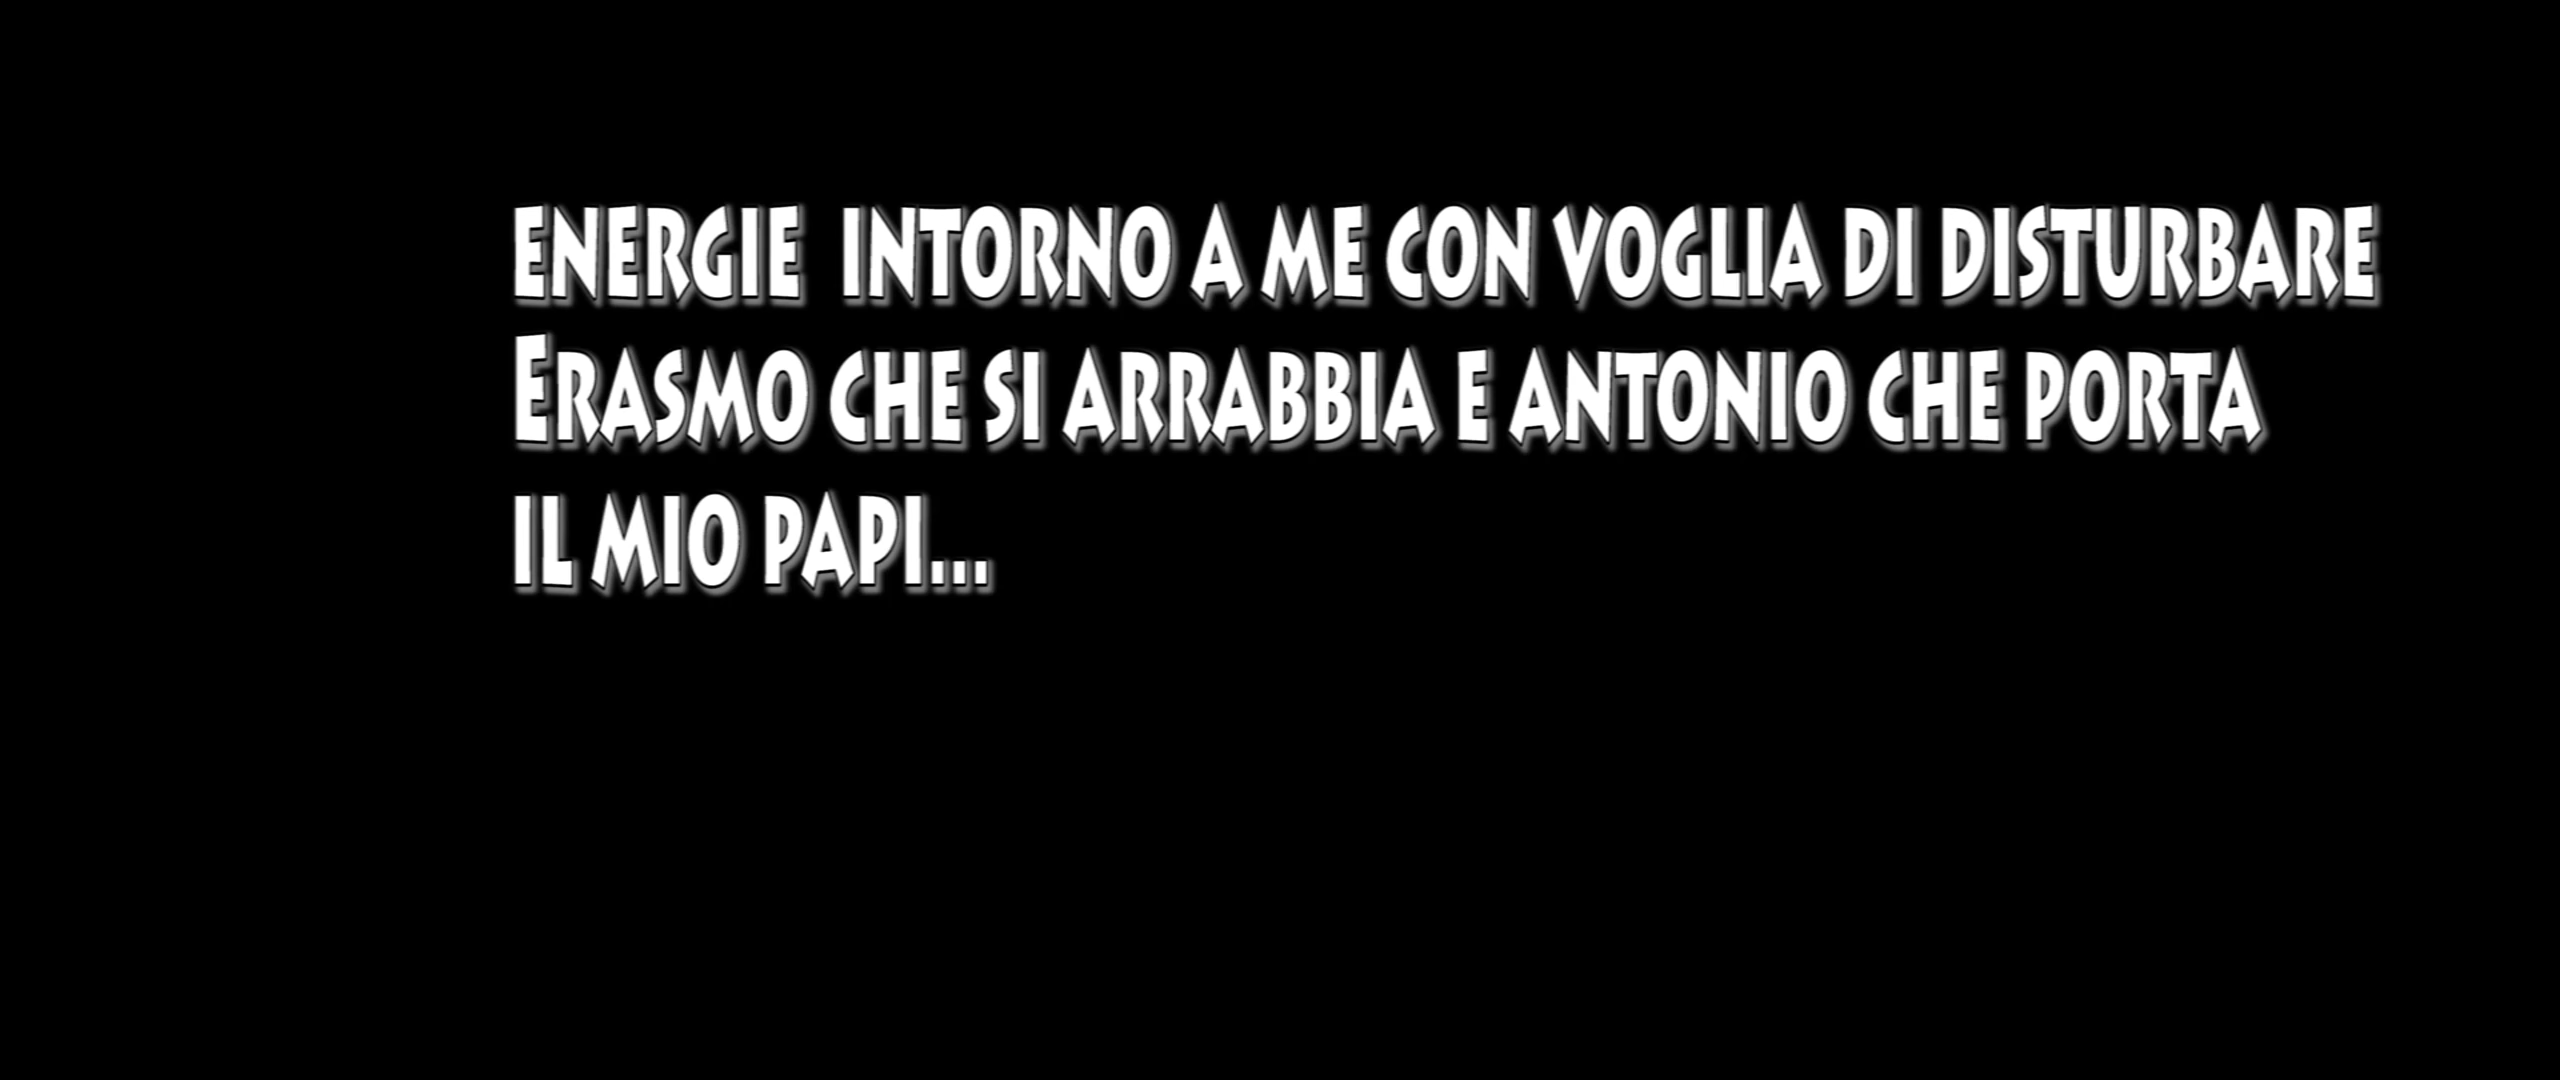 ENERGIE  INTORNO A ME CON VOGLIA DI DISTURBARE
ERASMO CHE SI ARRABBIA E ANTONIO CHE PORTA
IL MIO PAPI...